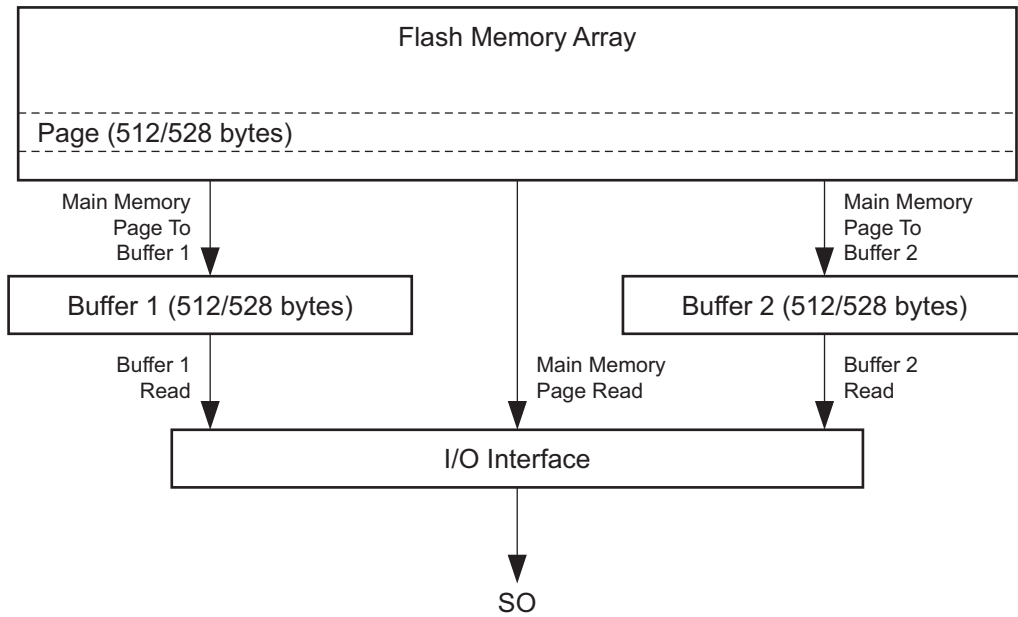 Flash Memory Array
Page (512/528 bytes)
Main Memory
Page To
Buffer 1
Main Memory
Page To
Buffer 2
Buffer 1 (512/528 bytes)
Buffer 2 (512/528 bytes)
Buffer 1
Read
Main Memory
Page Read
Buffer 2
Read
I/O Interface
SO